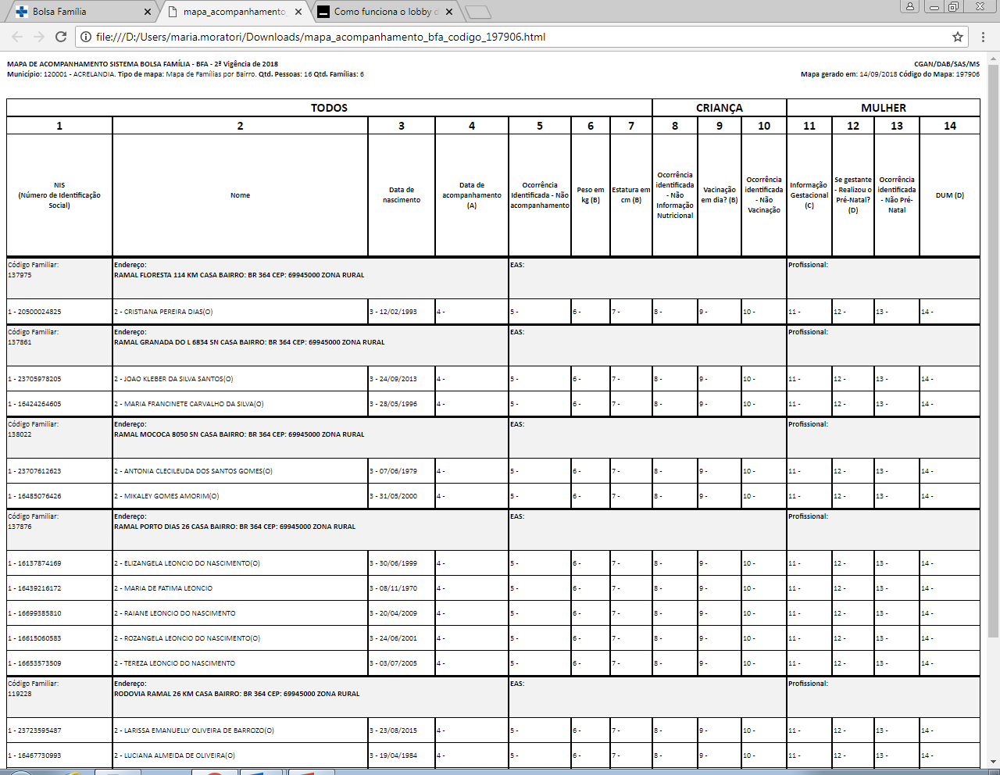 Bolsa Família
mapa_acompanhamento_
Como funciona o lobby d
file:///D:/Users/maria.moratori/Downloads/mapa_acompanhamento_bfa_codigo_197906.html
MAPA DE ACOMPANHAMENTO SISTEMA BOLSA FAMÍLIA - BFA - 2ª Vigência de 2018 CGAN/DAB/SAS/MS
Município: 120001 - ACRELANDIA. Tipo de mapa: Mapa de Famílias por Bairro. Qtd. Pessoas: 16 Qtd. Famílias: 6 Mapa gerado em: 14/09/2018 Código do Mapa: 197906
TODOS CRIANÇA MULHER
1 2 3 4 5 6 7 8 9 10 11 12 13 14
NIS
(Número de Identificação
Social)
Nome
Data de
nascimento
Data de
acompanhamento
(A)
Ocorrência
Identificada - Não
acompanhamento
Peso em
kg (B)
Estatura em
cm (B)
Ocorrência
identificada
- Não
Informação
Nutricional
Vacinação
em dia? (B)
Ocorrência
identificada
- Não
Vacinação
Informação
Gestacional
(C)
Se gestante
- Realizou o
Pré-Natal?
(D)
Ocorrência
identificada
- Não Pré-
Natal
DUM (D)
Código Familiar: Endereço: EAS: Profissional:
137975 RAMAL FLORESTA 114 KM CASA BAIRRO: BR 364 CEP: 69945000 ZONA RURAL
1 - 20500024825 2 - CRISTIANA PEREIRA DIAS(O) 3 - 12/02/1993 4 - 5 - 6 - 7 - 8 - 9 - 10 - 11 - 12 - 13 - 14 -
Código Familiar: Endereço: EAS: Profissional:
137861 RAMAL GRANADA DO L 6834 SN CASA BAIRRO: BR 364 CEP: 69945000 ZONA RURAL
1 - 23705978205 2 - JOAO KLEBER DA SILVA SANTOS(O) 3 - 24/09/2013 4 - 5 - 6 - 7 - 8 - 9 - 10 - 11 - 12 - 13 - 14 -
1 - 16424264605 2 - MARIA FRANCINETE CARVALHO DA SILVA(O) 3 - 28/05/1996 4 - 5 - 6 - 7 - 8 - 9 - 10 - 11 - 12 - 13 - 14 -
Código Familiar: Endereço: EAS: Profissional:
138022 RAMAL MOCOCA 8050 SN CASA BAIRRO: BR 364 CEP: 69945000 ZONA RURAL
1 - 23707612623 2 - ANTONIA CLECILEUDA DOS SANTOS GOMES(O) 3 - 07/06/1979 4 - 5 - 6 - 7 - 8 - 9 - 10 - 11 - 12 - 13 - 14 -
1 - 16485076426 2 - MIKALEY GOMES AMORIM(O) 3 - 31/05/2000 4 - 5 - 6 - 7 - 8 - 9 - 10 - 11 - 12 - 13 - 14 -
Código Familiar: Endereço: EAS: Profissional:
137876 RAMAL PORTO DIAS 26 CASA BAIRRO: BR 364 CEP: 69945000 ZONA RURAL
1 - 16137874169 2 - ELIZANGELA LEONCIO DO NASCIMENTO(O) 3 - 30/06/1999 4 - 5 - 6 - 7 - 8 - 9 - 10 - 11 - 12 - 13 - 14 -
1 - 16439216172 2 - MARIA DE FATIMA LEONCIO 3 - 08/11/1970 4 - 5 - 6 - 7 - 8 - 9 - 10 - 11 - 12 - 13 - 14 -
1 - 16699385810 2 - RAIANE LEONCIO DO NASCIMENTO 3 - 20/04/2009 4 - 5 - 6 - 7 - 8 - 9 - 10 - 11 - 12 - 13 - 14 -
1 - 16615060583 2 - ROZANGELA LEONCIO DO NASCIMENTO(O) 3 - 24/06/2001 4 - 5 - 6 - 7 - 8 - 9 - 10 - 11 - 12 - 13 - 14 -
1 - 16653573509 2 - TEREZA LEONCIO DO NASCIMENTO 3 - 03/07/2005 4 - 5 - 6 - 7 - 8 - 9 - 10 - 11 - 12 - 13 - 14 -
Código Familiar: Endereço: EAS: Profissional:
119228 RODOVIA RAMAL 26 KM CASA BAIRRO: BR 364 CEP: 69945000 ZONA RURAL
1 - 23723595487 2 - LARISSA EMANUELLY OLIVEIRA DE BARROZO(O) 3 - 23/08/2015 4 - 5 - 6 - 7 - 8 - 9 - 10 - 11 - 12 - 13 - 14 -
1 - 16467730993 2 - LUCIANA ALMEIDA DE OLIVEIRA(O) 3 - 19/04/1984 4 - 5 - 6 - 7 - 8 - 9 - 10 - 11 - 12 - 13 - 14 -